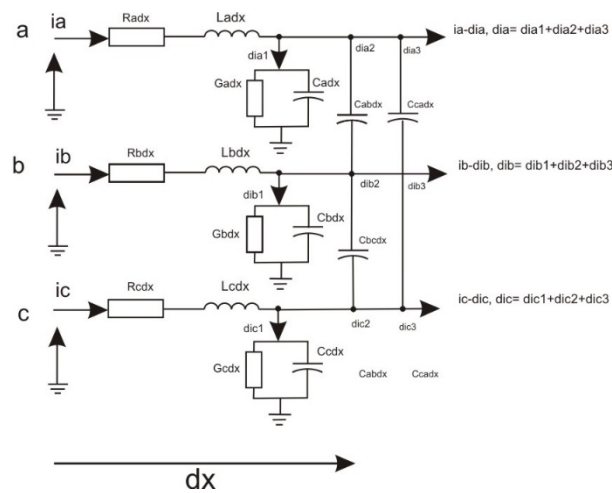 a ia Radx Ladx ia-dia, dia= dia1+dia2+dia3
dia1 dia2 dia3
Gadx Cadx Cabdx Ccadx
b ib Rbdx Lbdx ib-dib, dib= dib1+dib2+dib3
dib1 dib2 dib3
Gbdx Cbdx Cbcdx
c ic Rcdx Lcdx ic-dic, dic= dic1+dic2+dic3
dic1 dic2 dic3
Gcdx Ccdx Cabdx Ccadx
dx